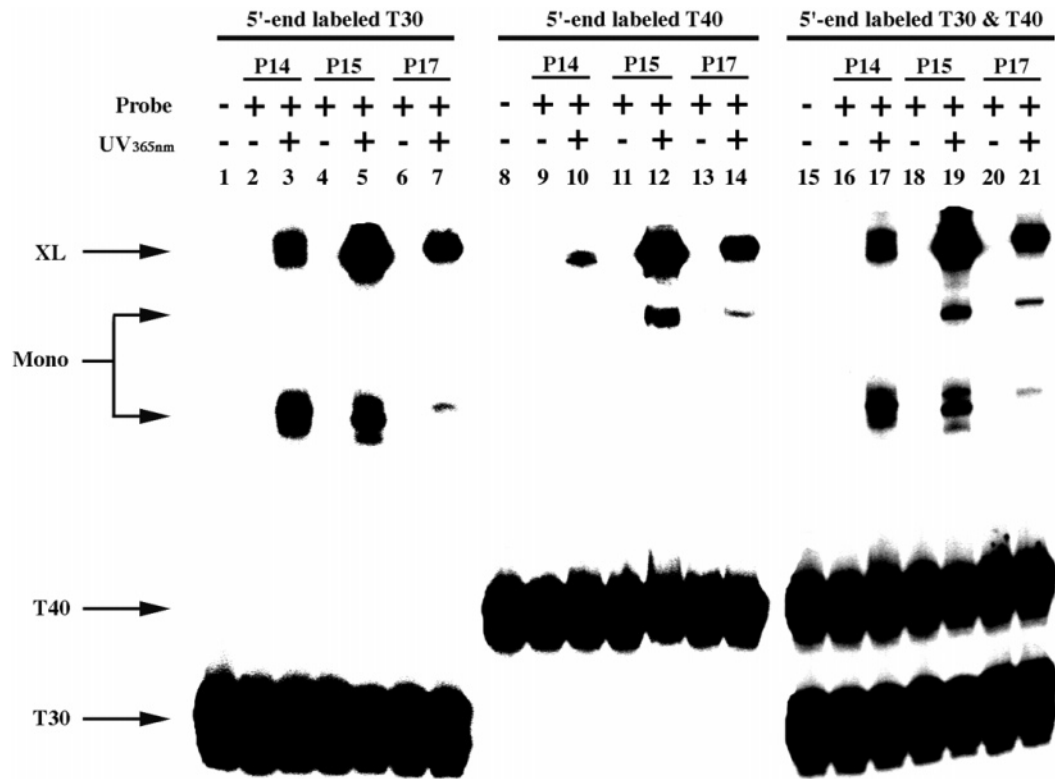 5'-end labeled T30 5'-end labeled T40 5'-end labeled T30 & T40
P14 P15 P17 P14 P15 P17 P14 P15 P17
Probe - + + + + + + - + + + + + + - + + + + + +
UV365nm - - + - + - + - - + - + - + - - + - + - +
1 2 3 4 5 6 7 8 9 10 11 12 13 14 15 16 17 18 19 20 21
XL
Mono
T40
T30